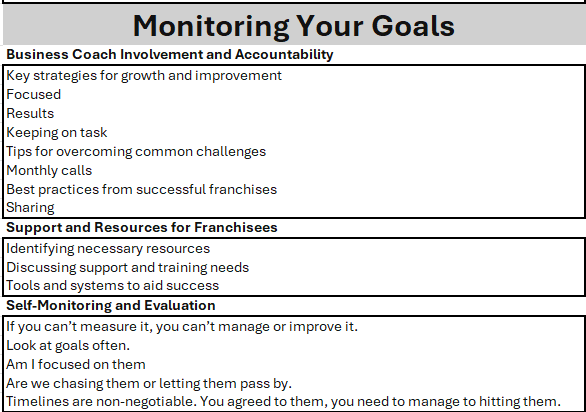 Monitoring Your Goals
Business Coach Involvement and Accountability
Key strategies for growth and improvement
Focused
Results
Keeping on task
Tips for overcoming common challenges
Monthly calls
Best practices from successful franchises
Sharing
Support and Resources for Franchisees
Identifying necessary resources
Discussing support and training needs
Tools and systems to aid success
Self-Monitoring and Evaluation
If you can’t measure it, you can’t manage or improve it.
Look at goals often.
Am I focused on them
Are we chasing them or letting them pass by.
Timelines are non-negotiable. You agreed to them, you need to manage to hitting them.